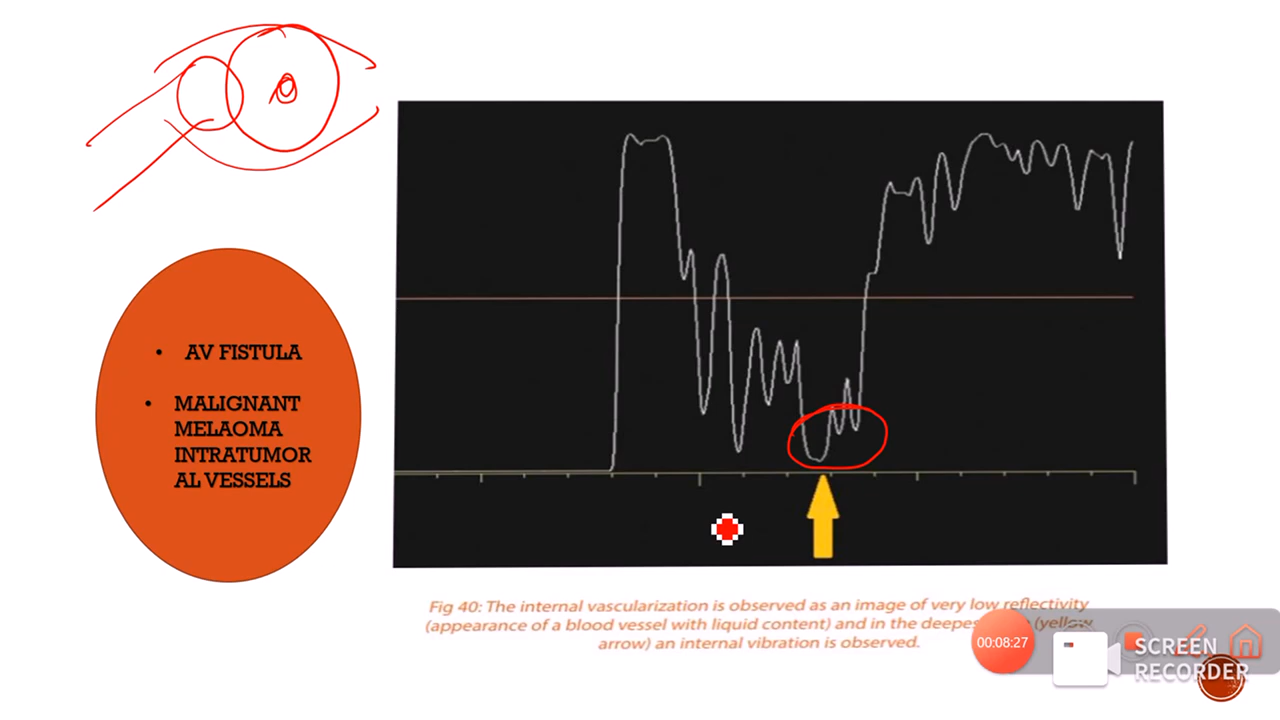 AV FISTULA
MALIGNANT
MELAOMA
INTRATUMOR
AL VESSELS
Fig 40: The internal vascularization is observed as an image of very low reflectivity
(appearance of a blood vessel with liquid content) and in the deepes (yellow
arrow) an internal vibration is observed.
00:08:27
SCREEN
RECORDER